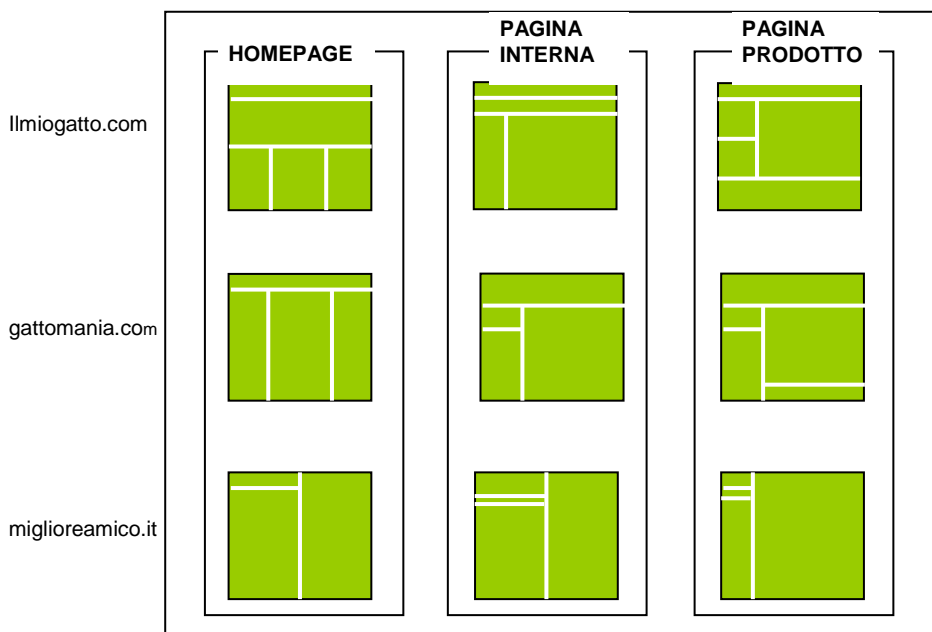 HOMEPAGE
PAGINA
INTERNA
PAGINA
PRODOTTO
Ilmiogatto.com
gattomania.com
miglioreamico.it